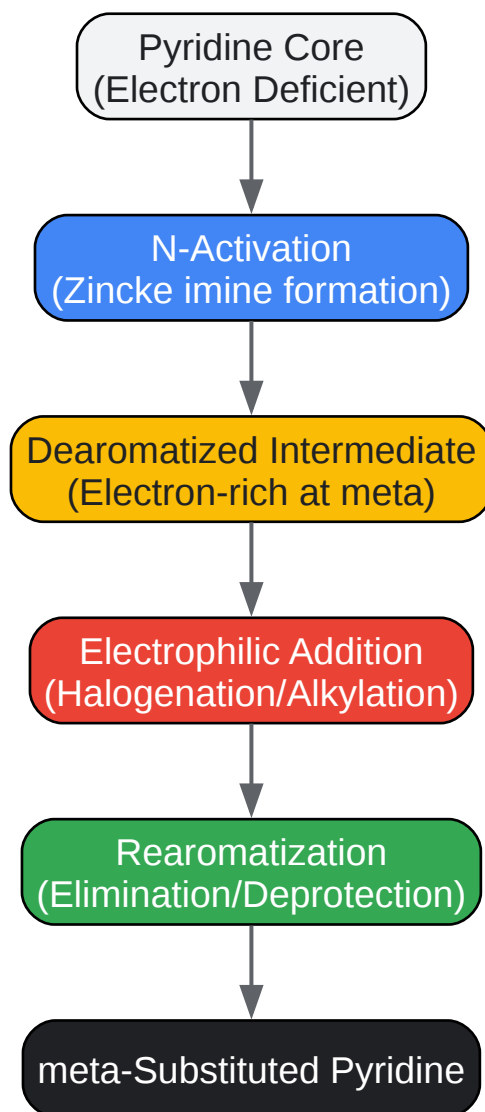 Pyridine Core
(Electron Deficient)
N-Activation
(Zincke imine formation)
Dearomatized Intermediate
(Electron-rich at meta)
Electrophilic Addition
(Halogenation/Alkylation)
Rearomatization
(Elimination/Deprotection)
meta-Substituted Pyridine